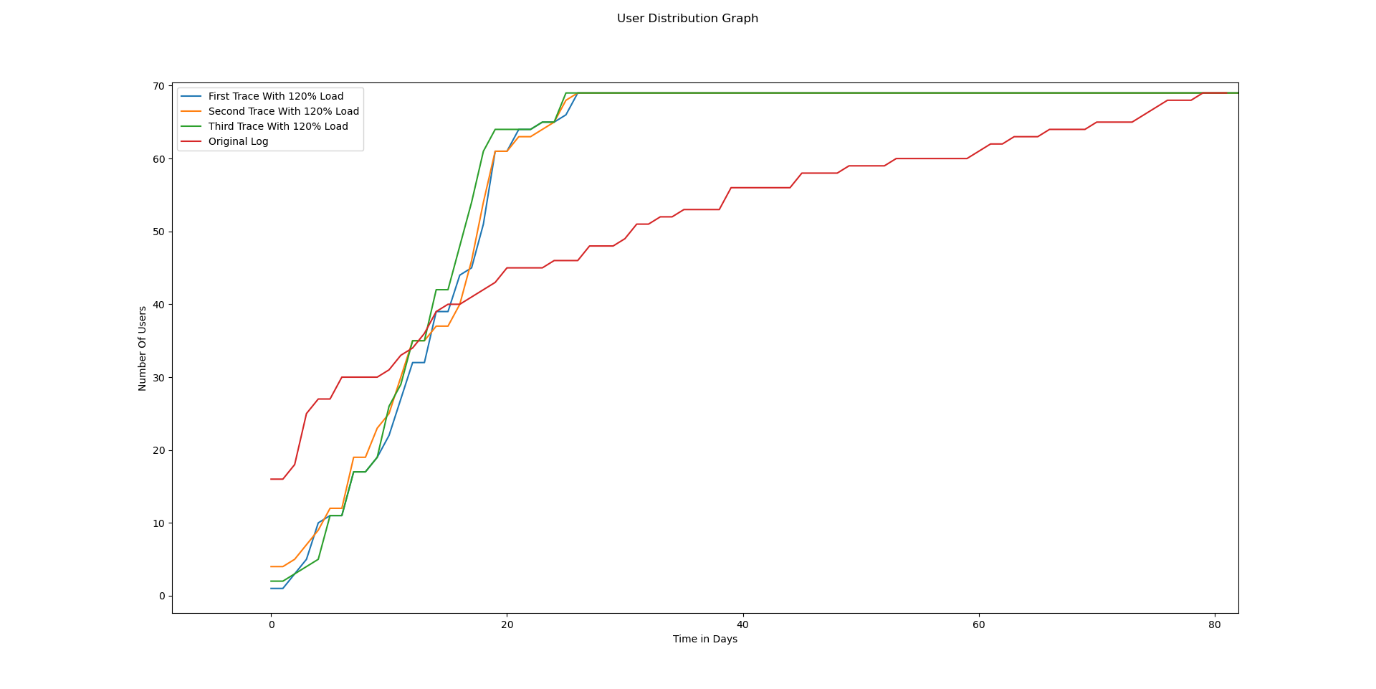 User Distribution Graph
First Trace With 120% Load
Second Trace With 120% Load
Third Trace With 120% Load
Original Log
70
60
50
40
30
20
10
0
Number Of Users
0 20 40 60 80
Time in Days